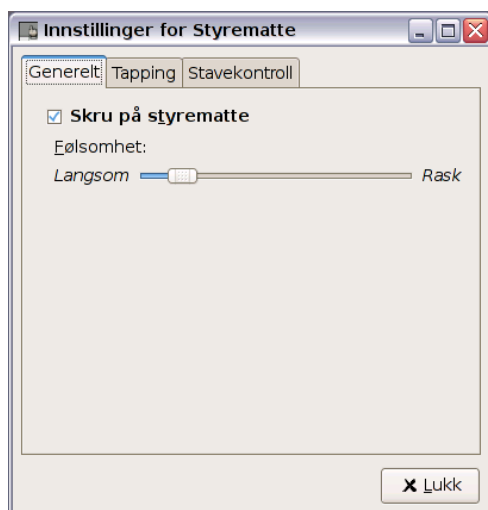 Innstillinger for Styrematte
Generelt Tapping Stavekontroll
Skru på styrematte
Følsomhet:
Langsom Rask
Lukk